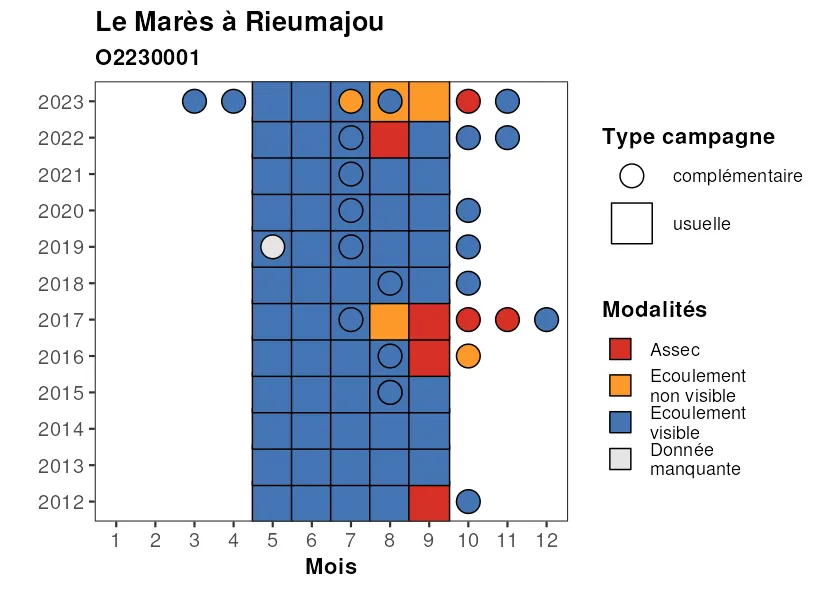 Le Marès à Rieumajou
O2230001
2023
2022
2021
2020
2019
2018
2017
2016
2015
2014
2013
2012
1 2 3 4 5 6 7 8 9 10 11 12
Mois
Type campagne
complémentaire
usuelle
Modalités
Assec
Ecoulement
non visible
Ecoulement
visible
Donnée
manquante